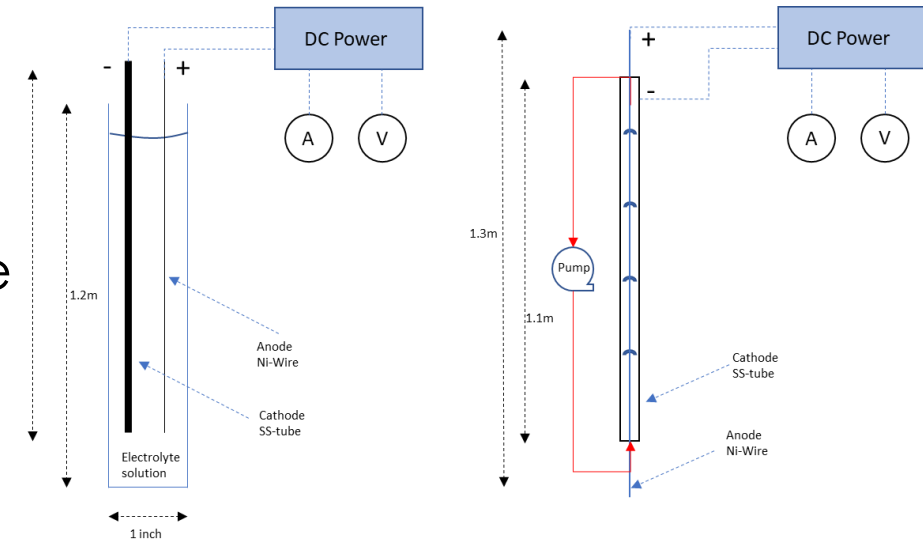 DC Power
-
+
A
V
1.2m
Anode
Ni-Wire
Cathode
SS-tube
Electrolyte
solution
1 inch
e
DC Power
+
-
A
V
1.3m
Pump
1.1m
Cathode
SS-tube
Anode
Ni-Wire